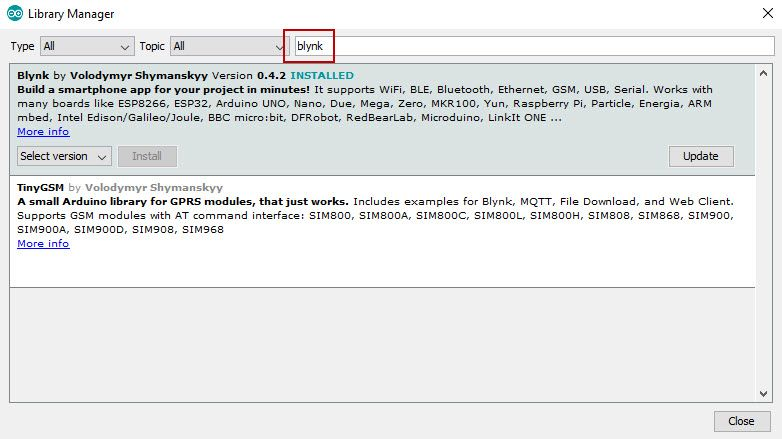 Library Manager
Type All Topic All blynk
Blynk by Volodymyr Shymanskyy Version 0.4.2 INSTALLED
Build a smartphone app for your project in minutes! It supports WiFi, BLE, Bluetooth, Ethernet, GSM, USB, Serial. Works with
many boards like ESP8266, ESP32, Arduino UNO, Nano, Due, Mega, Zero, MKR100, Yun, Raspberry Pi, Particle, Energia, ARM
mbed, Intel Edison/Galileo/Joule, BBC micro:bit, DFRobot, RedBearLab, Microduino, LinkIt ONE ...
More info
Select version Install Update
TinyGSM by Volodymyr Shymanskyy
A small Arduino library for GPRS modules, that just works. Includes examples for Blynk, MQTT, File Download, and Web Client.
Supports GSM modules with AT command interface: SIM800, SIM800A, SIM800C, SIM800L, SIM800H, SIM808, SIM868, SIM900,
SIM900A, SIM900D, SIM908, SIM968
More info
Close